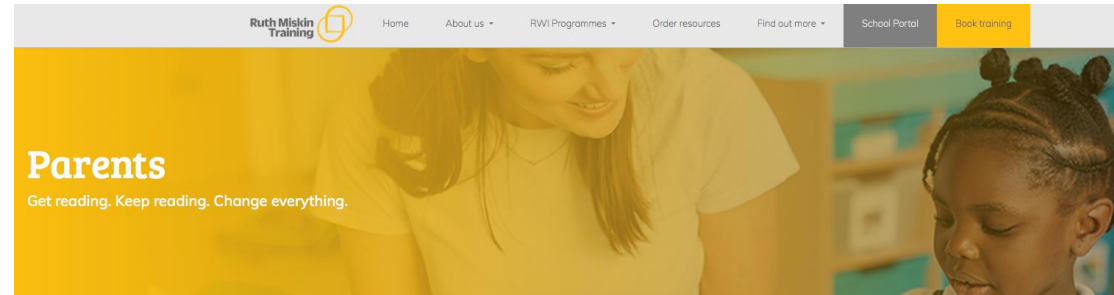 Ruth Miskin
Training
Home
About us
RWI Programmes
Order resources
Find out more
School Portal
Book training
Parents
Get reading. Keep reading. Change everything.